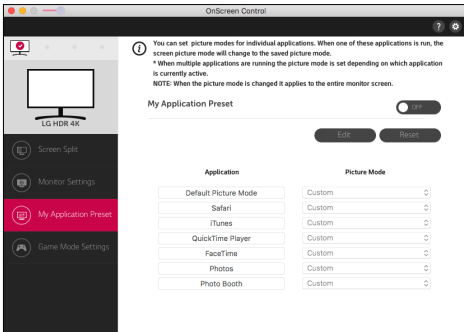 OnScreen Control
?
i
You can set picture modes for individual applications. When one of these applications is run, the
screen picture mode will change to the saved picture mode.
* When multiple applications are running the picture mode is set depending on which application
is currently active.
NOTE: When the picture mode is changed it applies to the entire monitor screen.
LG HDR 4K
Screen Split
Monitor Settings
My Application Preset
Game Mode Settings
My Application Preset
OFF
Edit Reset
Application Picture Mode
Default Picture Mode Custom
Safari Custom
iTunes Custom
QuickTime Player Custom
FaceTime Custom
Photos Custom
Photo Booth Custom